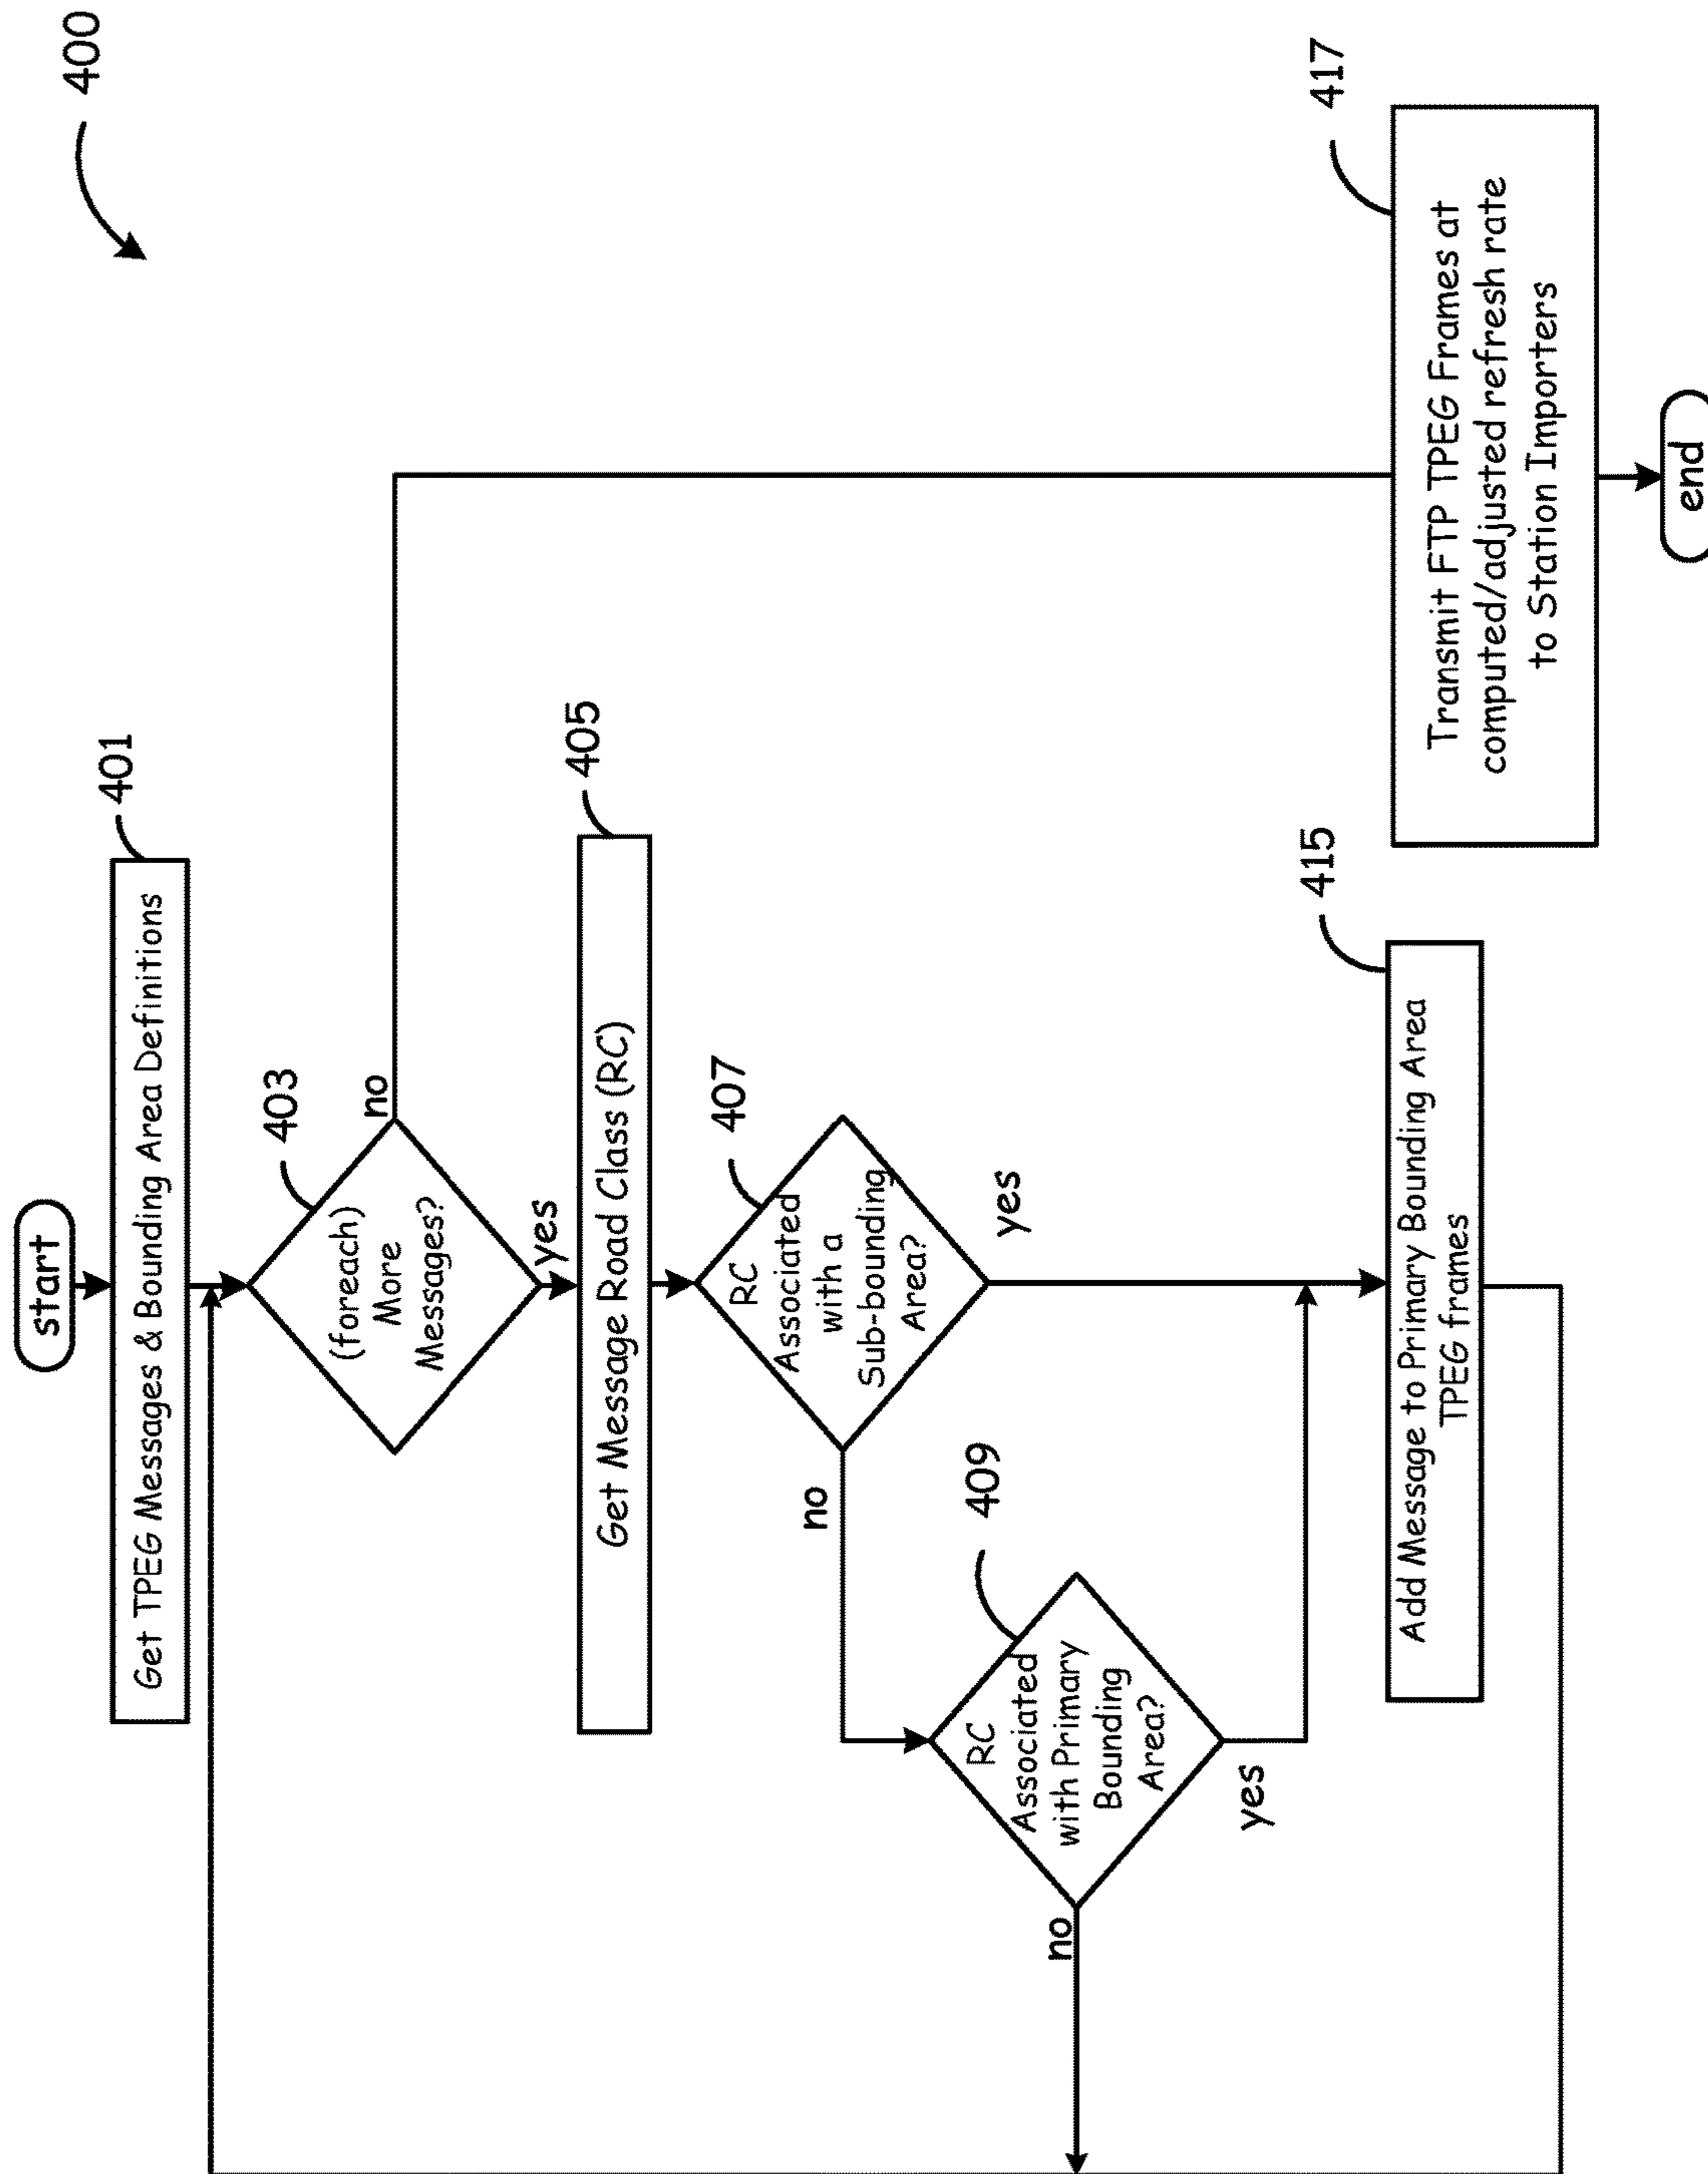 400
start
401
Get TPEG Messages & Bounding Area Definitions
403
(foreach)
More
Messages?
no
yes
405
Get Message Road Class (RC)
407
RC
Associated
with a
Sub-bounding
Area?
no
yes
409
RC
Associated
with Primary
Bounding
Area?
no
yes
415
Add Message to Primary Bounding Area
TPEG frames
417
Transmit FTP TPEG Frames at
computed/adjusted refresh rate
to Station Importers
end